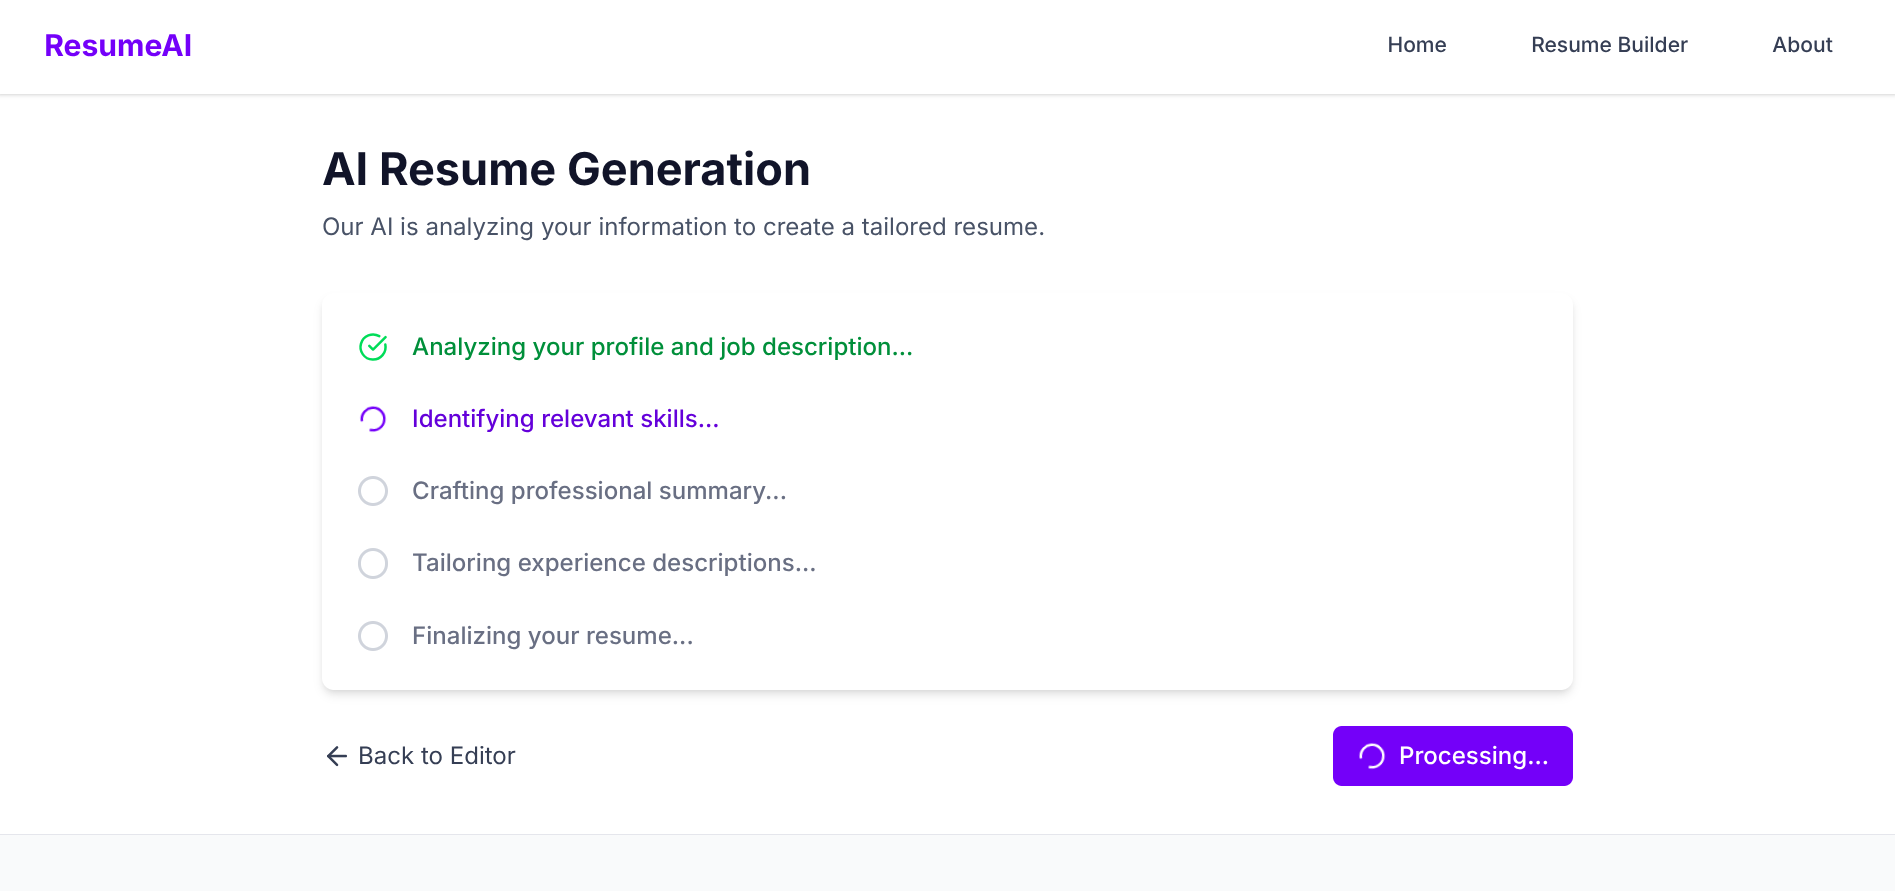 ResumeAI
Home
Resume Builder
About
AI Resume Generation
Our AI is analyzing your information to create a tailored resume.
Analyzing your profile and job description...
Identifying relevant skills...
Crafting professional summary...
Tailoring experience descriptions...
Finalizing your resume...
Back to Editor
Processing...